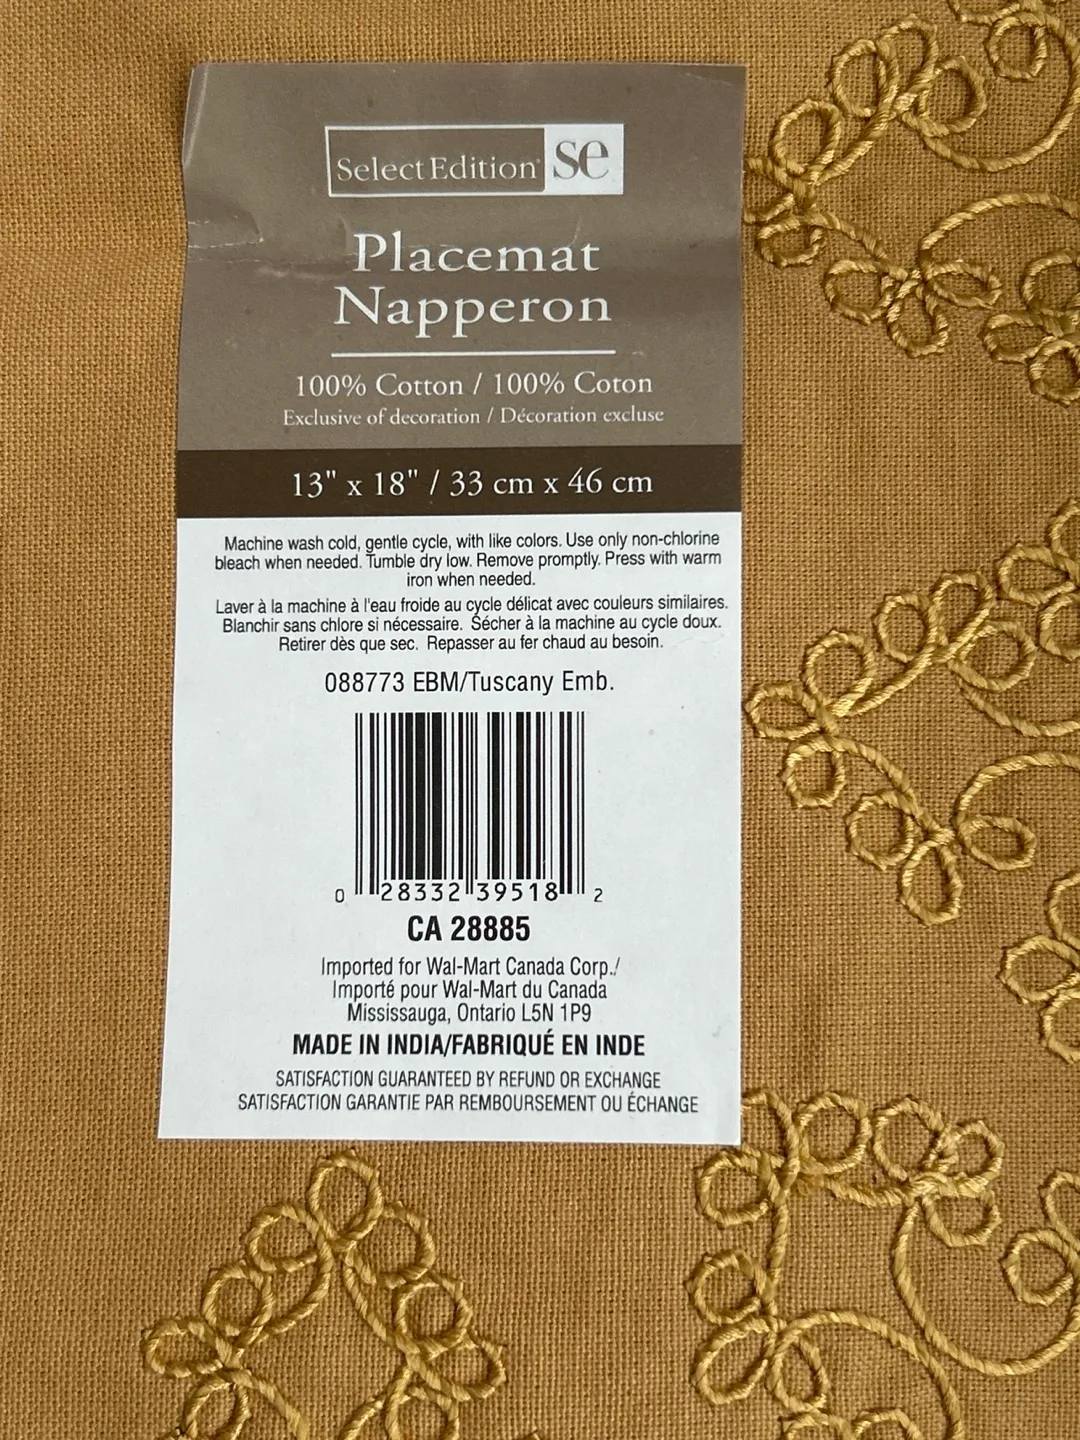 Select Edition se
Placemat
Napperon
100% Cotton / 100% Coton
Exclusive of decoration / Décoration excluse
13" x 18" / 33 cm x 46 cm
Machine wash cold, gentle cycle, with like colors. Use only non-chlorine
bleach when needed. Tumble dry low. Remove promptly. Press with warm
iron when needed.
Laver à la machine à l'eau froide au cycle délicat avec couleurs similaires.
Blanchir sans chlore si nécessaire. Sécher à la machine au cycle doux.
Retirer dès que sec. Repasser au fer chaud au besoin.
088773 EBM/Tuscany Emb.
0 28332 39518 2
CA 28885
Imported for Wal-Mart Canada Corp./
Importé pour Wal-Mart du Canada
Mississauga, Ontario L5N 1P9
MADE IN INDIA/FABRIQUÉ EN INDE
SATISFACTION GUARANTEED BY REFUND OR EXCHANGE
SATISFACTION GARANTIE PAR REMBOURSEMENT OU ÉCHANGE